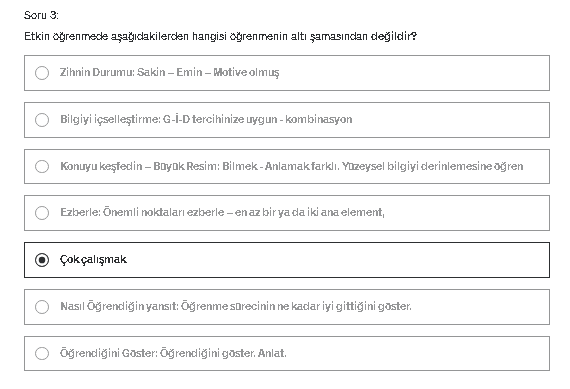 Soru 3:
Etkin öğrenmede aşağıdakilerden hangisi öğrenmenin altı şamasından değildir?
Zihnin Durumu: Sakin – Emin – Motive olmuş
Bilgiyi içselleştirme: G-İ-D tercihinize uygun - kombinasyon
Konuyu keşfedin – Büyük Resim: Bilmek - Anlamak farklı. Yüzeysel bilgiyi derinlemesine öğren
Ezberle: Önemli noktaları ezberle – en az bir ya da iki ana element,
Çok çalışmak
Nasıl Öğrendiğin yansıt: Öğrenme sürecinin ne kadar iyi gittiğini göster.
Öğrendiğini Göster: Öğrendiğini göster. Anlat.